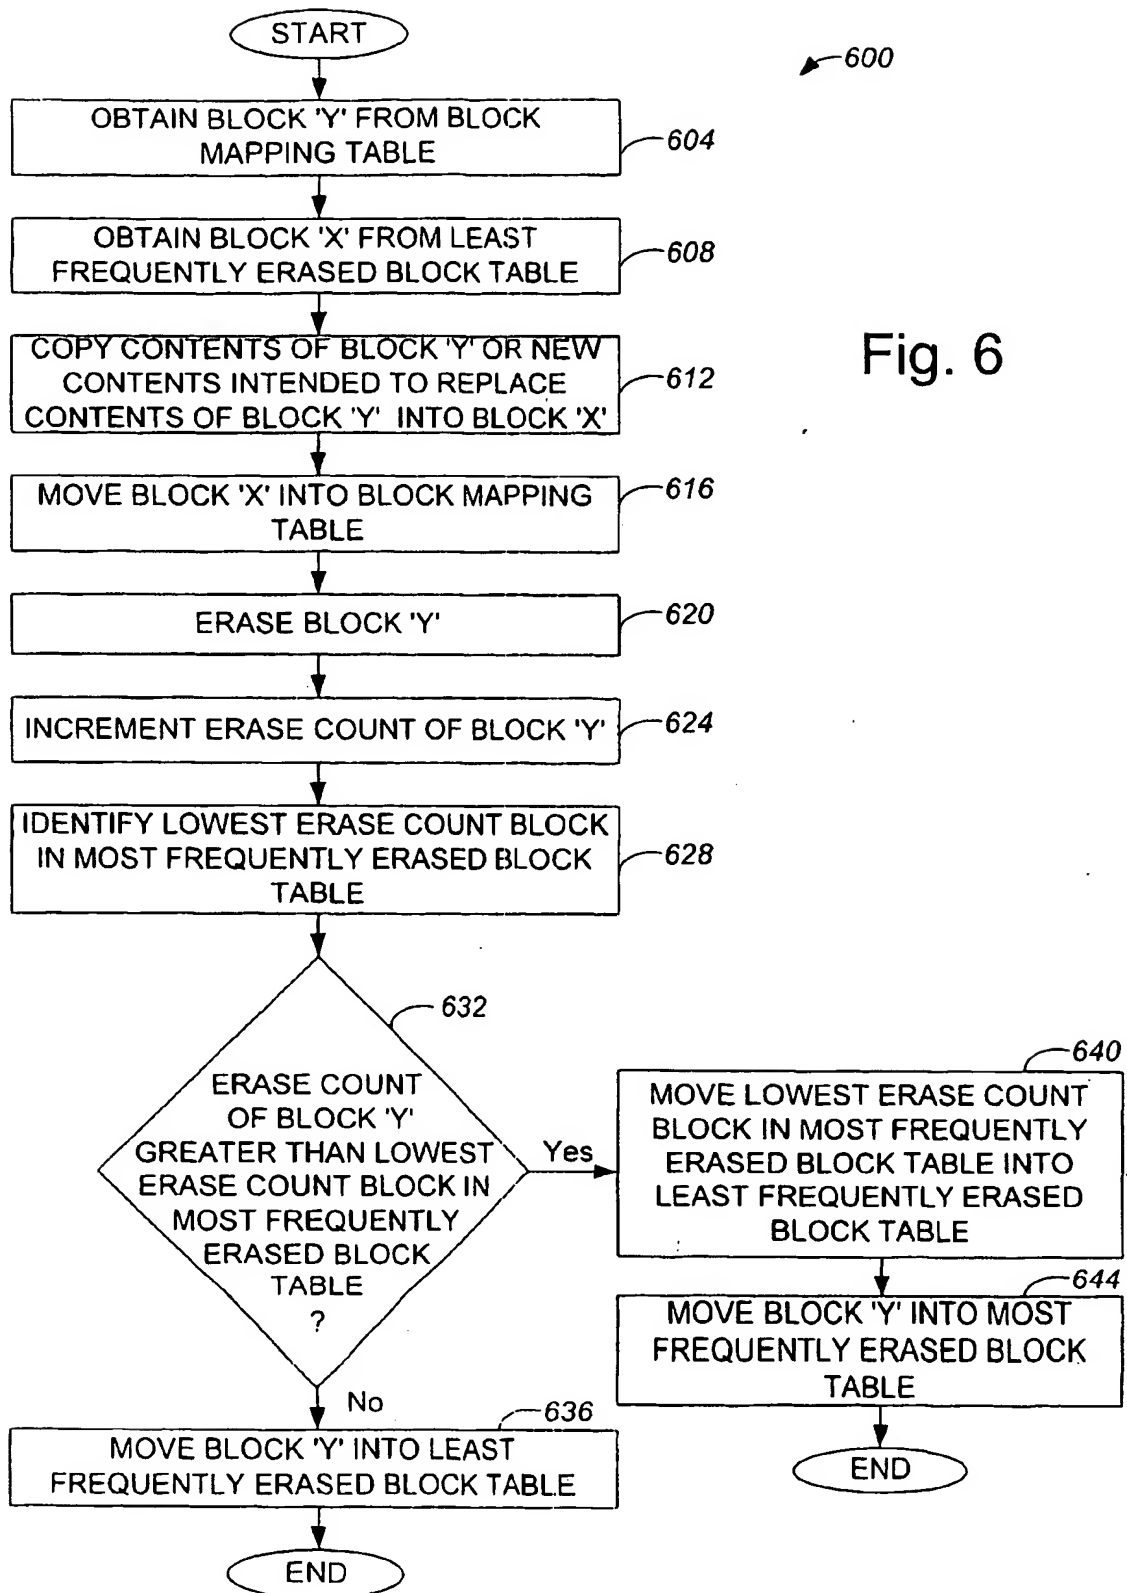 START
600
OBTAIN BLOCK 'Y' FROM BLOCK
MAPPING TABLE
604
OBTAIN BLOCK 'X' FROM LEAST
FREQUENTLY ERASED BLOCK TABLE
608
Fig. 6
COPY CONTENTS OF BLOCK 'Y' OR NEW
CONTENTS INTENDED TO REPLACE
CONTENTS OF BLOCK 'Y' INTO BLOCK 'X'
612
MOVE BLOCK 'X' INTO BLOCK MAPPING
TABLE
616
ERASE BLOCK 'Y'
620
INCREMENT ERASE COUNT OF BLOCK 'Y'
624
IDENTIFY LOWEST ERASE COUNT BLOCK
IN MOST FREQUENTLY ERASED BLOCK
TABLE
628
632
ERASE COUNT
OF BLOCK 'Y'
GREATER THAN LOWEST
ERASE COUNT BLOCK IN
MOST FREQUENTLY
ERASED BLOCK
TABLE
?
Yes
640
MOVE LOWEST ERASE COUNT
BLOCK IN MOST FREQUENTLY
ERASED BLOCK TABLE INTO
LEAST FREQUENTLY ERASED
BLOCK TABLE
644
MOVE BLOCK 'Y' INTO MOST
FREQUENTLY ERASED BLOCK
TABLE
END
No
636
MOVE BLOCK 'Y' INTO LEAST
FREQUENTLY ERASED BLOCK TABLE
END